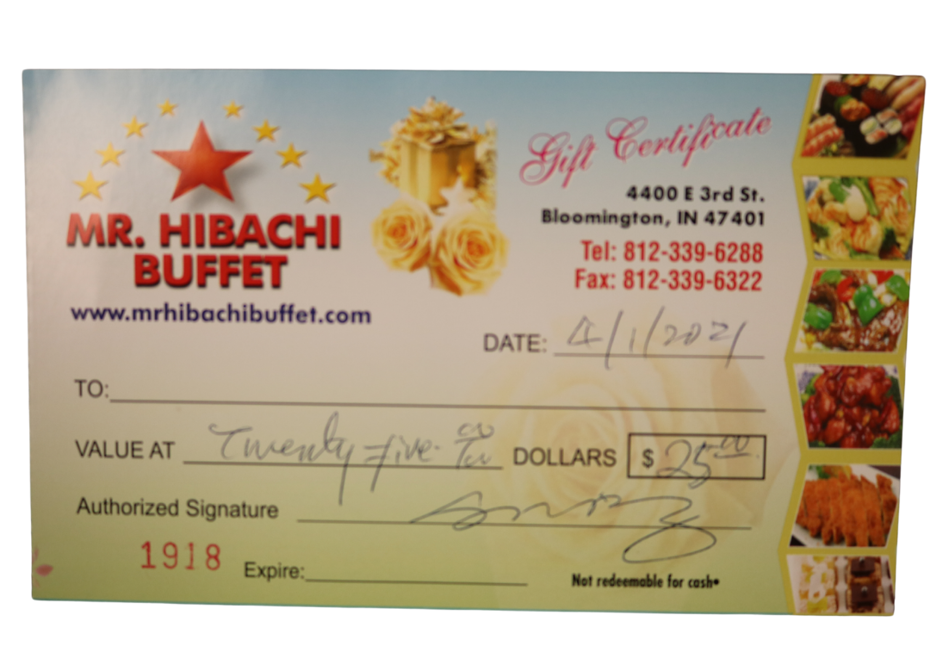 Gift Certificate
MR. HIBACHI
BUFFET
www.mrhibachibuffet.com
4400 E 3rd St.
Bloomington, IN 47401
Tel: 812-339-6288
Fax: 812-339-6322
DATE: 4/1/2021
TO:
VALUE AT Twenty Five 00/100 DOLLARS $ 25.00
Authorized Signature
1918 Expire: Not redeemable for cash•